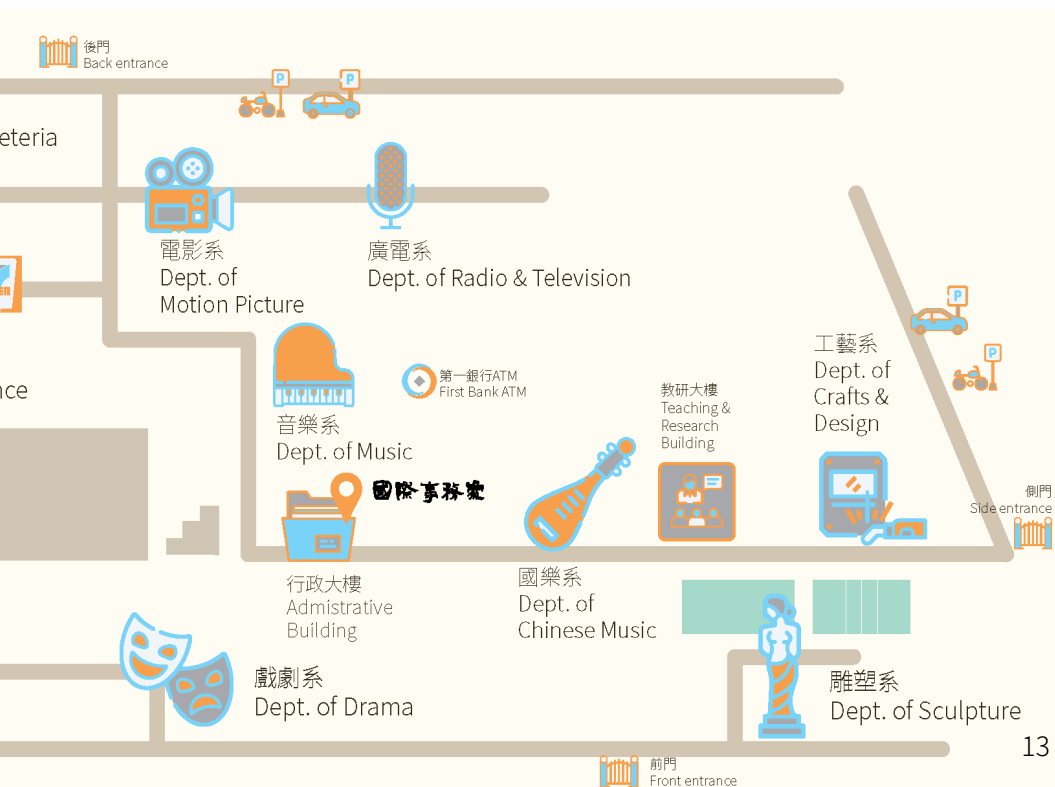 後門
Back entrance
P
P
eteria
電影系
Dept. of
Motion Picture
廣電系
Dept. of Radio & Television
P
P
nce
音樂系
Dept. of Music
第一銀行ATM
First Bank ATM
國際事務處
教研大樓
Teaching &
Research
Building
工藝系
Dept. of
Crafts &
Design
側門
Side entrance
行政大樓
Admistrative
Building
國樂系
Dept. of
Chinese Music
戲劇系
Dept. of Drama
雕塑系
Dept. of Sculpture
13
前門
Front entrance